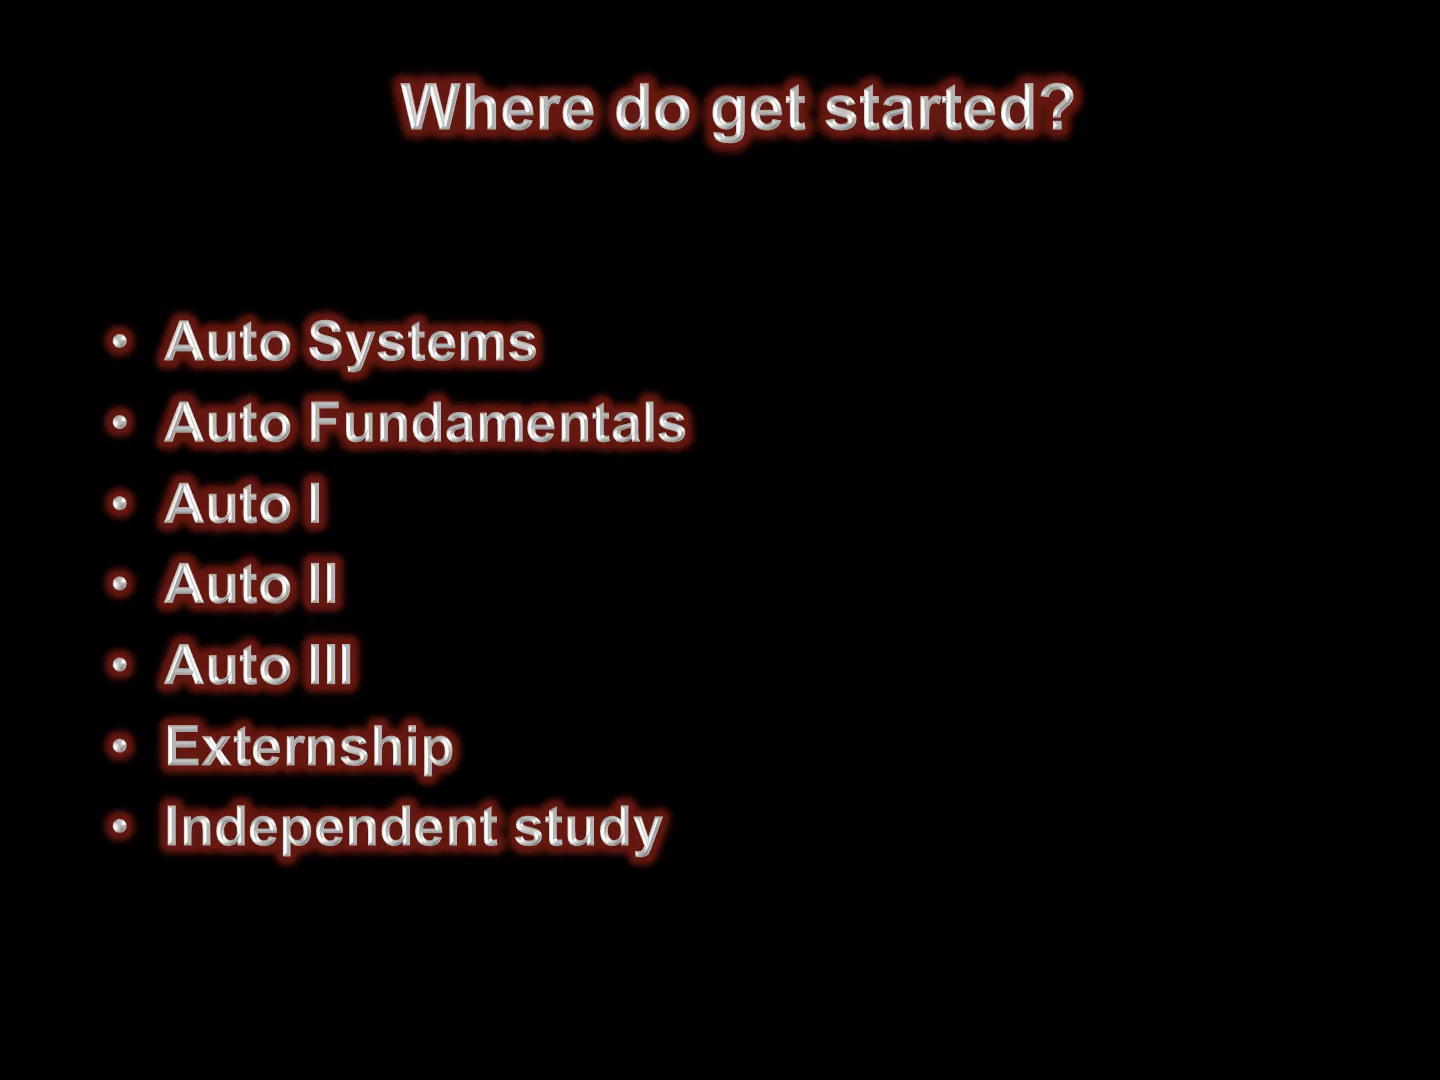 Where do get started?
• Auto Systems
• Auto Fundamentals
• Auto I
• Auto II
• Auto III
• Externship
• Independent study